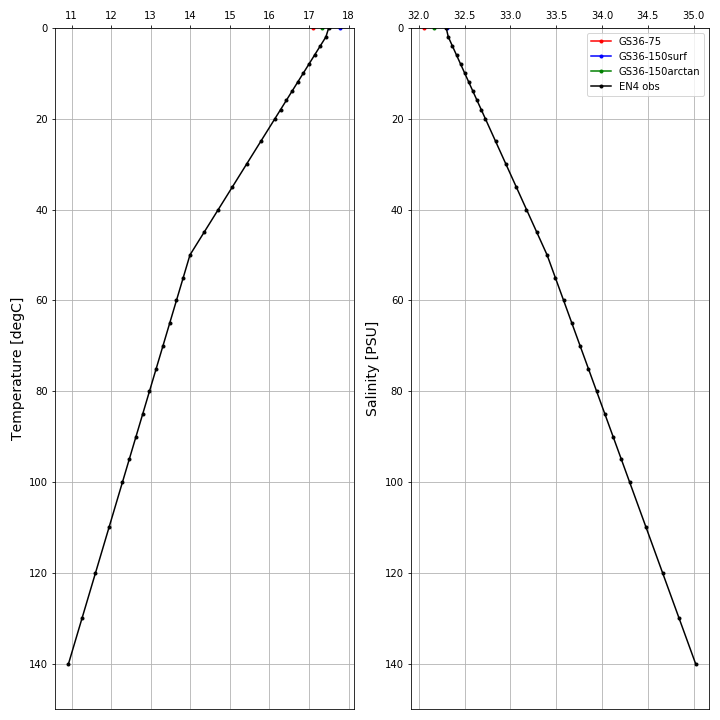 11 12 13 14 15 16 17 18
0
20
40
60
80
100
120
140
Temperature [degC]
32.0 32.5 33.0 33.5 34.0 34.5 35.0
0
20
40
60
80
100
120
140
Salinity [PSU]
GS36-75
GS36-150surf
GS36-150arctan
EN4 obs